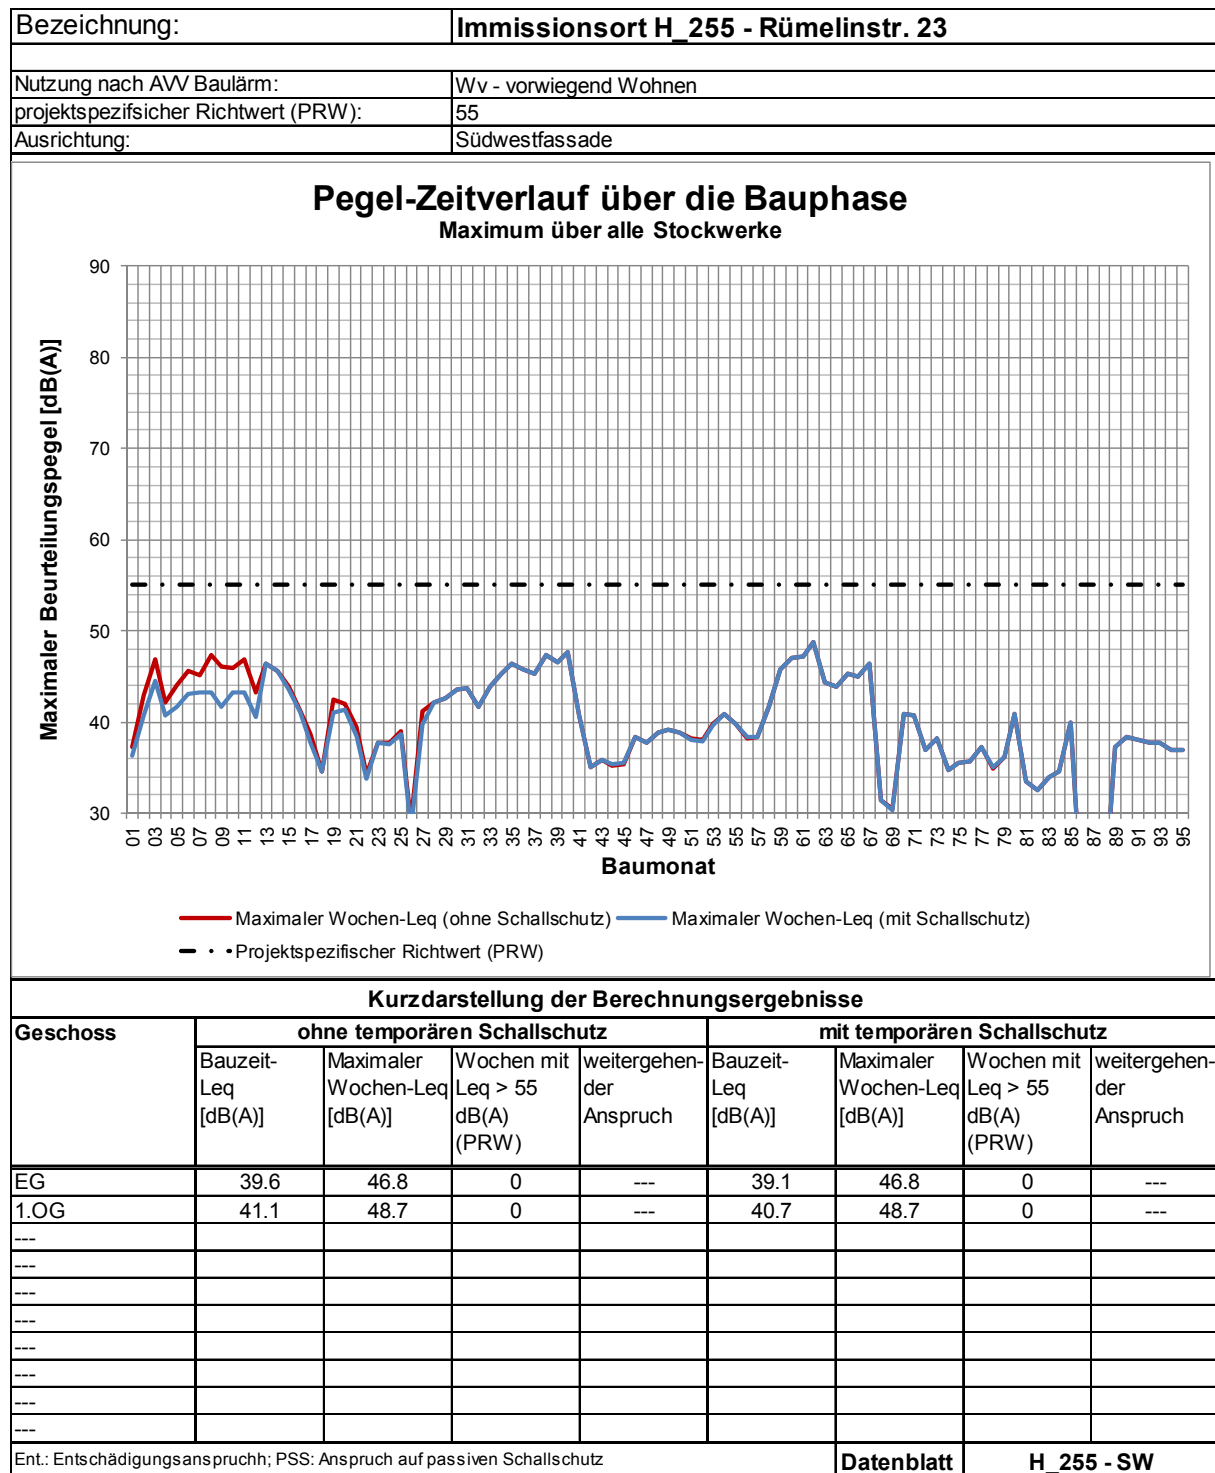 Bezeichnung: Immissionsort H_255 - Rümelinstr. 23
Nutzung nach AVV Baulärm: Wv - vorwiegend Wohnen
projektspezifsicher Richtwert (PRW): 55
Ausrichtung: Südwestfassade
Pegel-Zeitverlauf über die Bauphase
Maximum über alle Stockwerke
Maximaler Beurteilungspegel [dB(A)]
90
80
70
60
50
40
30
01 03 05 07 09 11 13 15 17 19 21 23 25 27 29 31 33 35 37 39 41 43 45 47 49 51 53 55 57 59 61 63 65 67 69 71 73 75 77 79 81 83 85 87 89 91 93 95
Baumonat
Maximaler Wochen-Leq (ohne Schallschutz) Maximaler Wochen-Leq (mit Schallschutz)
Projektspezifischer Richtwert (PRW)
Kurzdarstellung der Berechnungsergebnisse
Geschoss ohne temporären Schallschutz mit temporären Schallschutz
Bauzeit- Maximaler Wochen mit weitergehen- Bauzeit- Maximaler Wochen mit weitergehen-
Leq Wochen-Leq Leq > 55 der Leq Wochen-Leq Leq > 55 der
[dB(A)] [dB(A)] dB(A) Anspruch [dB(A)] [dB(A)] dB(A) Anspruch
(PRW) (PRW)
EG 39.6 46.8 0 --- 39.1 46.8 0 ---
1.OG 41.1 48.7 0 --- 40.7 48.7 0 ---
---
---
---
---
---
---
---
---
Ent.: Entschädigungsanspruchh; PSS: Anspruch auf passiven Schallschutz Datenblatt H_255 - SW